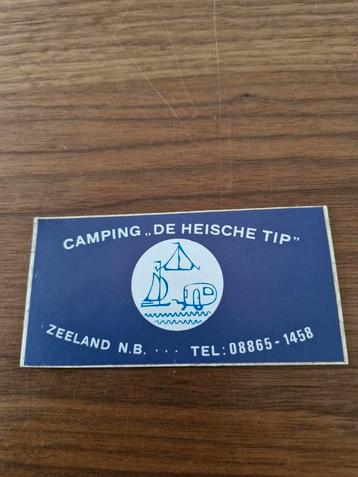 CAMPING „DE HEISCHE TIP”
ZEELAND N.B. ... TEL: 08865-1458